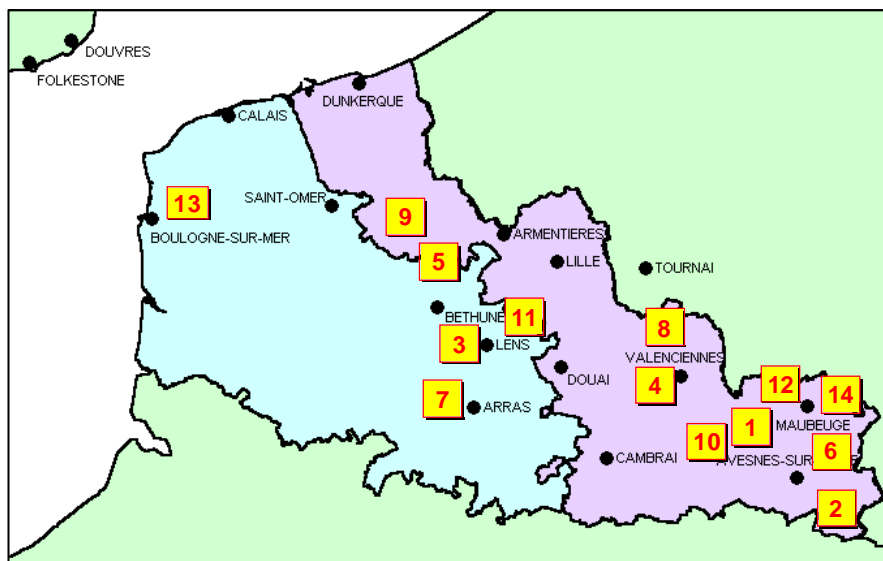 DOUVRES
FOLKESTONE
DUNKERQUE
CALAIS
13
SAINT-OMER
9
BOULOGNE-SUR-MER
ARMENTIERES
5
LILLE
TOURNAI
BETHUNE
11
8
3
LENS
VALENCIENNES
DOUAI
4
12
14
7
ARRAS
1
MAUBEUGE
10
6
CAMBRAI
AVESNES-SUR-
2